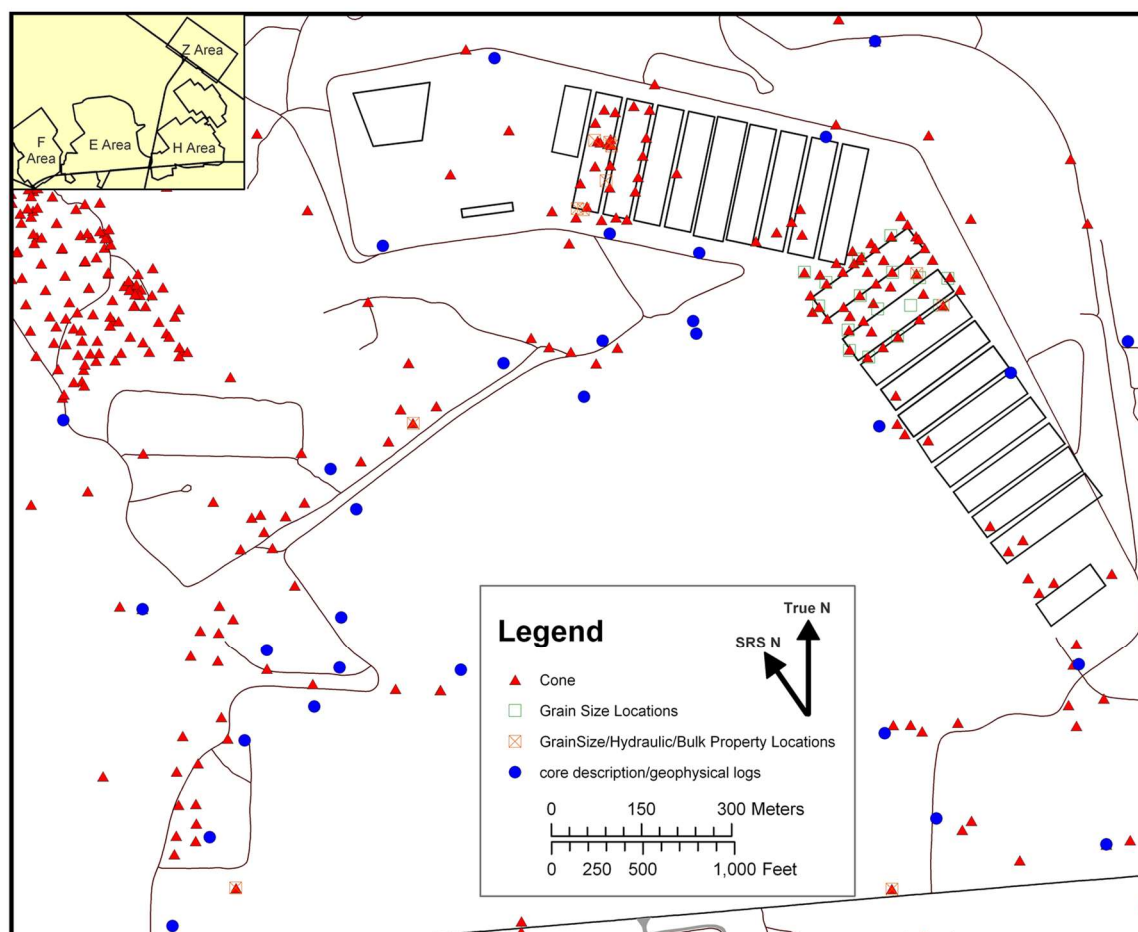 Z Area
F
Area
E Area
H Area
Legend
True N
SRS N
Cone
Grain Size Locations
GrainSize/Hydraulic/Bulk Property Locations
core description/geophysical logs
0 150 300 Meters
0 250 500 1,000 Feet